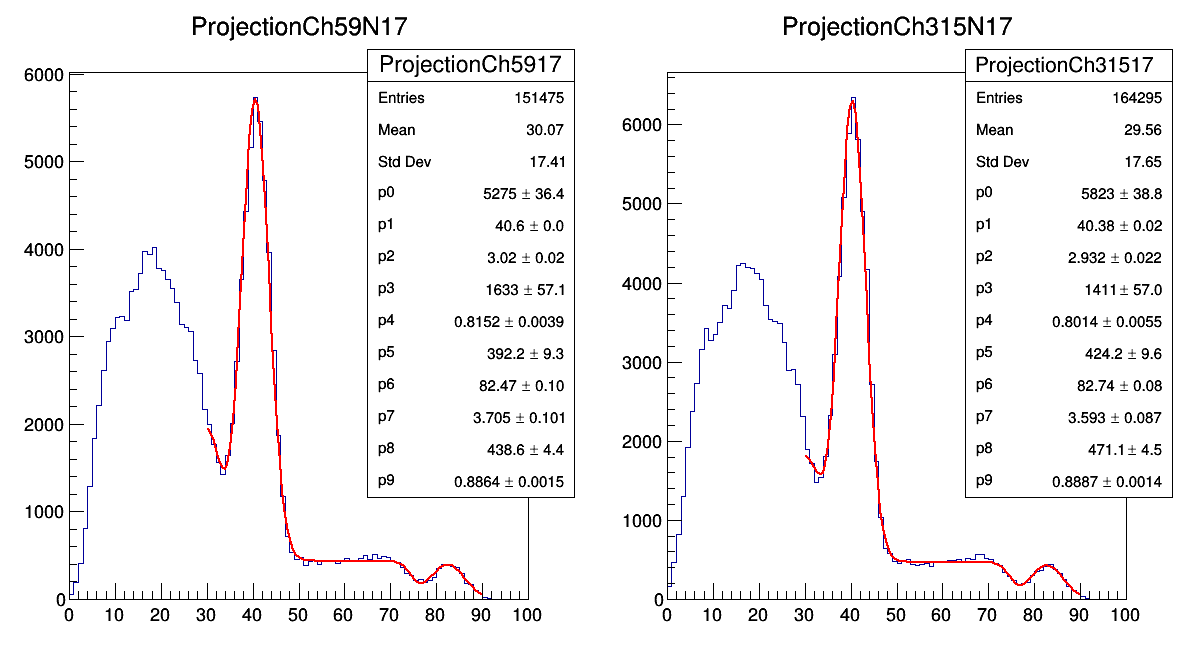 ProjectionCh59N17
ProjectionCh5917
Entries 151475
Mean 30.07
Std Dev 17.41
p0 5275 ± 36.4
p1 40.6 ± 0.0
p2 3.02 ± 0.02
p3 1633 ± 57.1
p4 0.8152 ± 0.0039
p5 392.2 ± 9.3
p6 82.47 ± 0.10
p7 3.705 ± 0.101
p8 438.6 ± 4.4
p9 0.8864 ± 0.0015
6000
5000
4000
3000
2000
1000
0
0 10 20 30 40 50 60 70 80 90 100
ProjectionCh315N17
ProjectionCh31517
Entries 164295
Mean 29.56
Std Dev 17.65
p0 5823 ± 38.8
p1 40.38 ± 0.02
p2 2.932 ± 0.022
p3 1411 ± 57.0
p4 0.8014 ± 0.0055
p5 424.2 ± 9.6
p6 82.74 ± 0.08
p7 3.593 ± 0.087
p8 471.1 ± 4.5
p9 0.8887 ± 0.0014
6000
5000
4000
3000
2000
1000
0
0 10 20 30 40 50 60 70 80 90 100